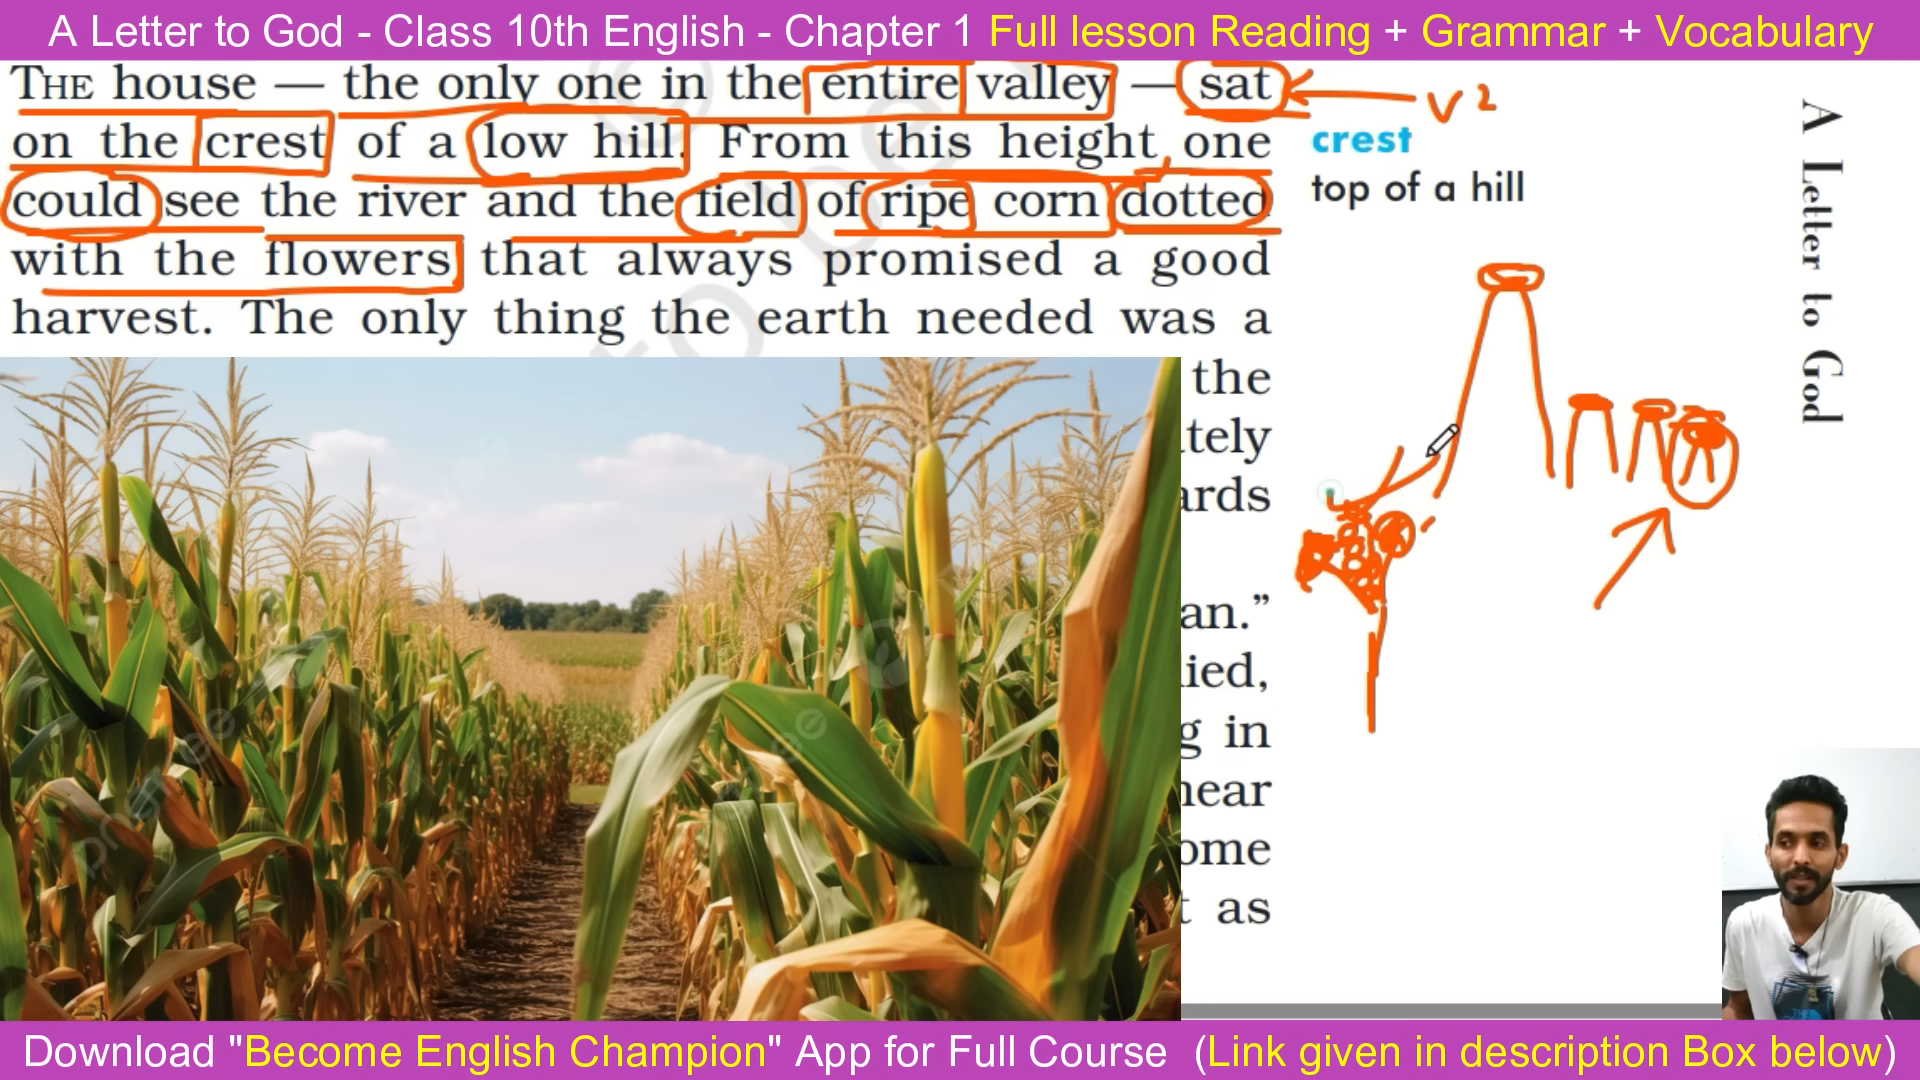 A Letter to God - Class 10th English - Chapter 1 Full lesson Reading + Grammar + Vocabulary
THE house — the only one in the entire valley — sat
on the crest of a low hill. From this height one
could see the river and the field of ripe corn dotted
with the flowers that always promised a good
harvest. The only thing the earth needed was a
the
tely
ards
an.”
ied,
g in
near
ome
t as
V2
crest
top of a hill
A Letter to God
Download "Become English Champion" App for Full Course (Link given in description Box below)